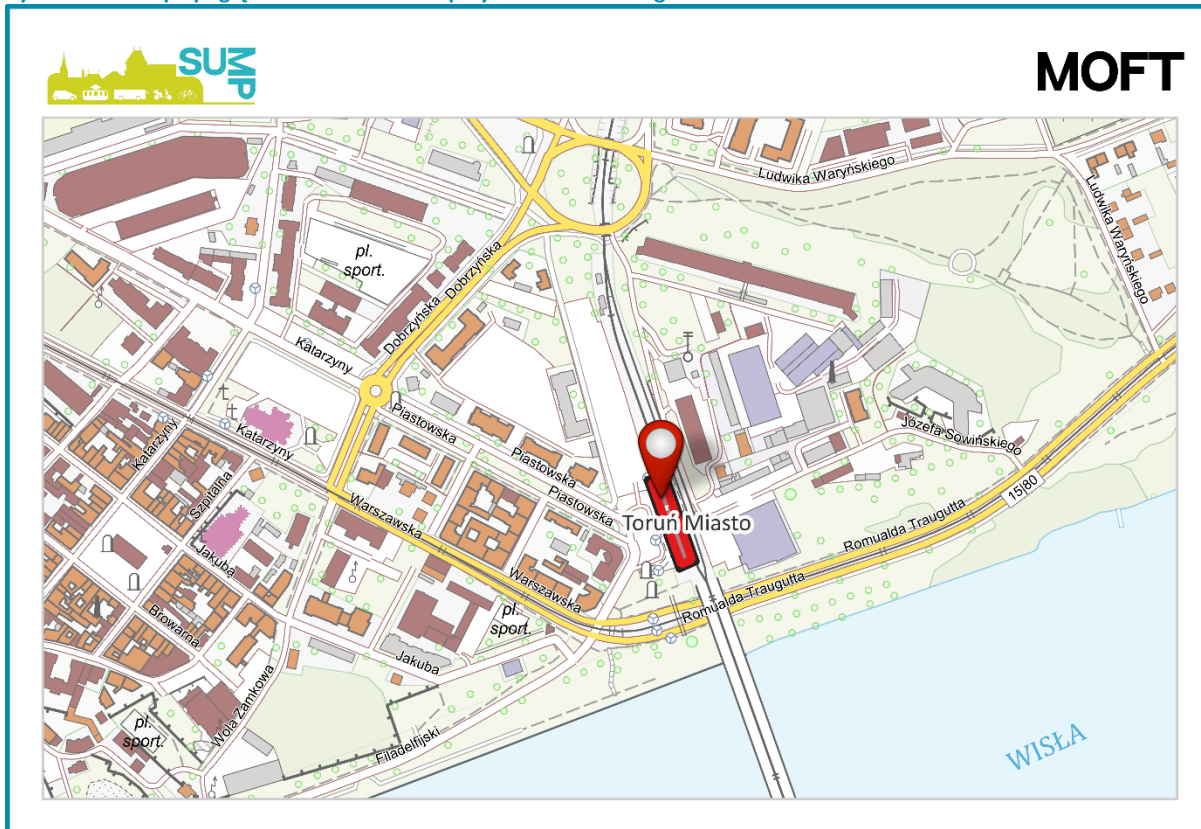 SUMP
MOFT
Ludwika Waryńskiego
Ludwika Waryńskiego
pl.
sport.
Dobrzyńska
Dobrzyńska
Katarzyny
Katarzyny
Katarzyny
Piastowska
Piastowska
Piastowska
Józefa Sowińskiego
Szpitalna
Toruń Miasto
15|80
Warszawska
Warszawska
Romualda Traugutta
Romualda Traugutta
Jakuba
pl.
sport.
Browarna
Jakuba
Wola Zamkowa
pl.
sport.
Filadelfijski
WISŁA